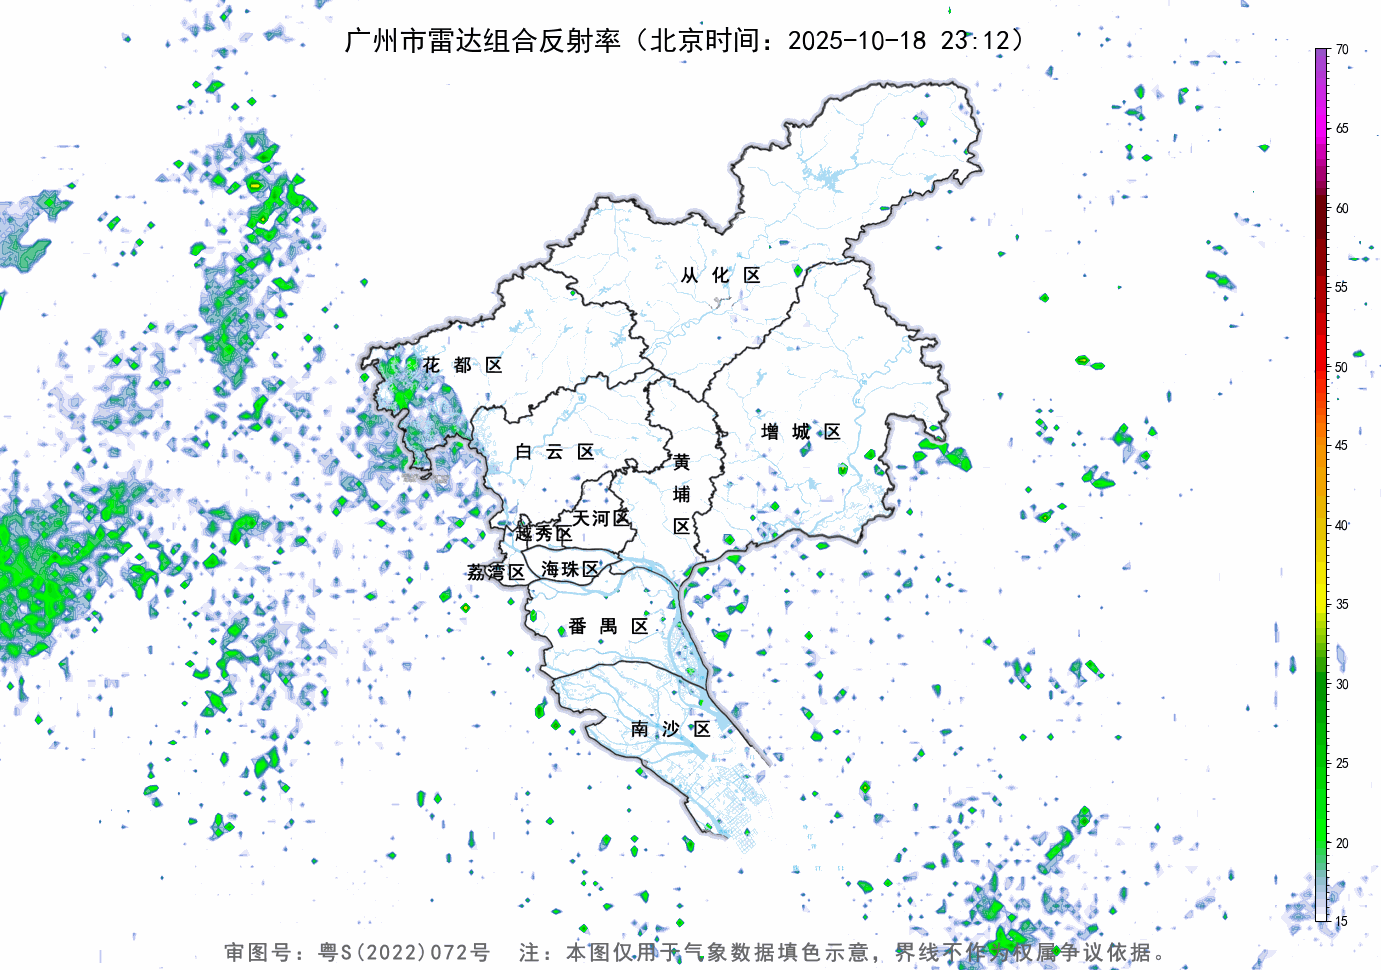 广州市雷达组合反射率（北京时间：2025-10-18 23:12）
70
65
60
55
50
45
40
35
30
25
20
15
从化区
花都区
增城区
白云区
黄埔区
天河区
越秀区
荔湾区
海珠区
番禺区
南沙区
审图号：粤S(2022)072号 注：本图仅用于气象数据填色示意，界线不作为权属争议依据。